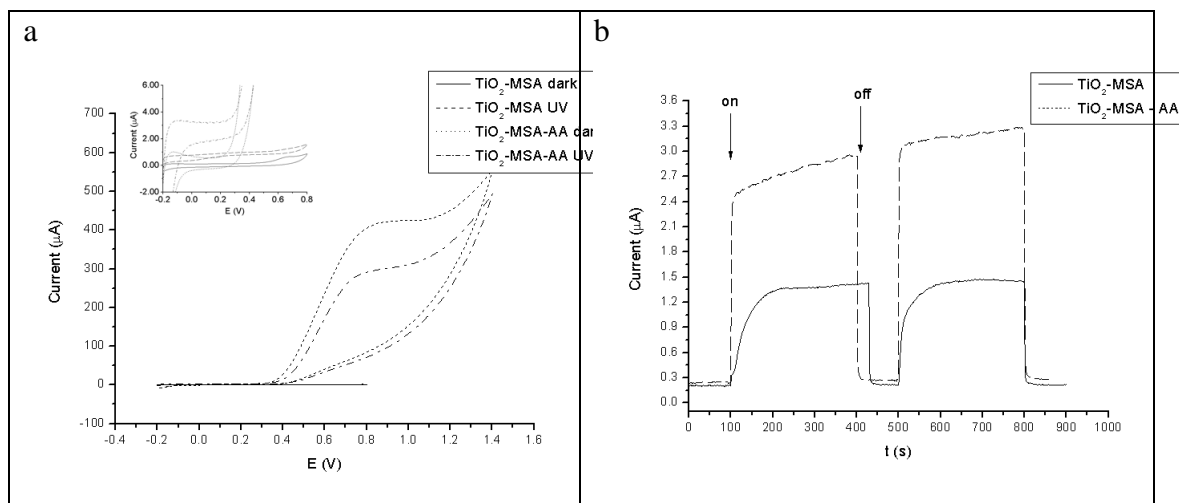 a
TiO2-MSA dark
TiO2-MSA UV
TiO2-MSA-AA dar
TiO2-MSA-AA UV
6.00
4.00
2.00
0.00
-2.00
Current (μA)
-0.2 0.0 0.2 0.4 0.6 0.8
E (V)
700
600
500
400
300
200
100
0
-100
Current (μA)
-0.4 -0.2 0.0 0.2 0.4 0.6 0.8 1.0 1.2 1.4 1.6
E (V)
b
TiO2-MSA
TiO2-MSA - AA
on
off
3.6
3.3
3.0
2.7
2.4
2.1
1.8
1.5
1.2
0.9
0.6
0.3
0.0
Current (μA)
0 100 200 300 400 500 600 700 800 900 1000
t (s)